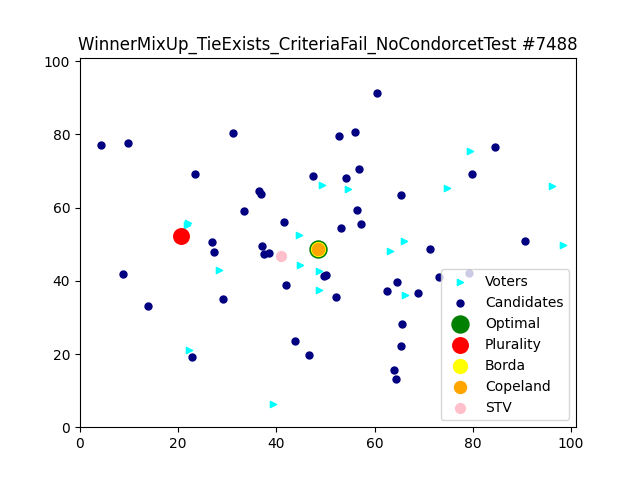 WinnerMixUp_TieExists_CriteriaFail_NoCondorcetTest #7488
100
80
60
40
20
0
0 20 40 60 80 100
Voters
Candidates
Optimal
Plurality
Borda
Copeland
STV